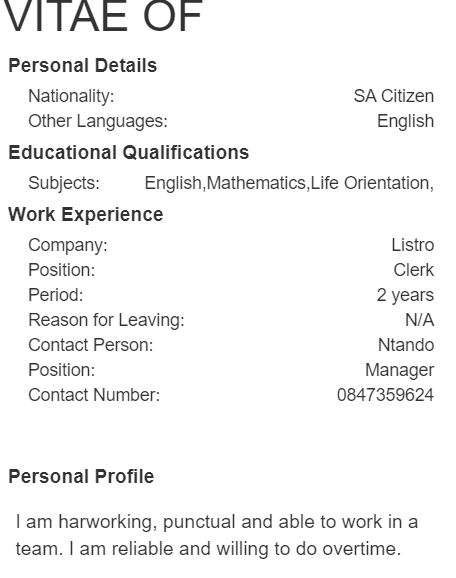 VITAE OF
Personal Details
Nationality: SA Citizen
Other Languages: English
Educational Qualifications
Subjects: English,Mathematics,Life Orientation,
Work Experience
Company: Listro
Position: Clerk
Period: 2 years
Reason for Leaving: N/A
Contact Person: Ntando
Position: Manager
Contact Number: 0847359624
Personal Profile
I am harworking, punctual and able to work in a
team. I am reliable and willing to do overtime.